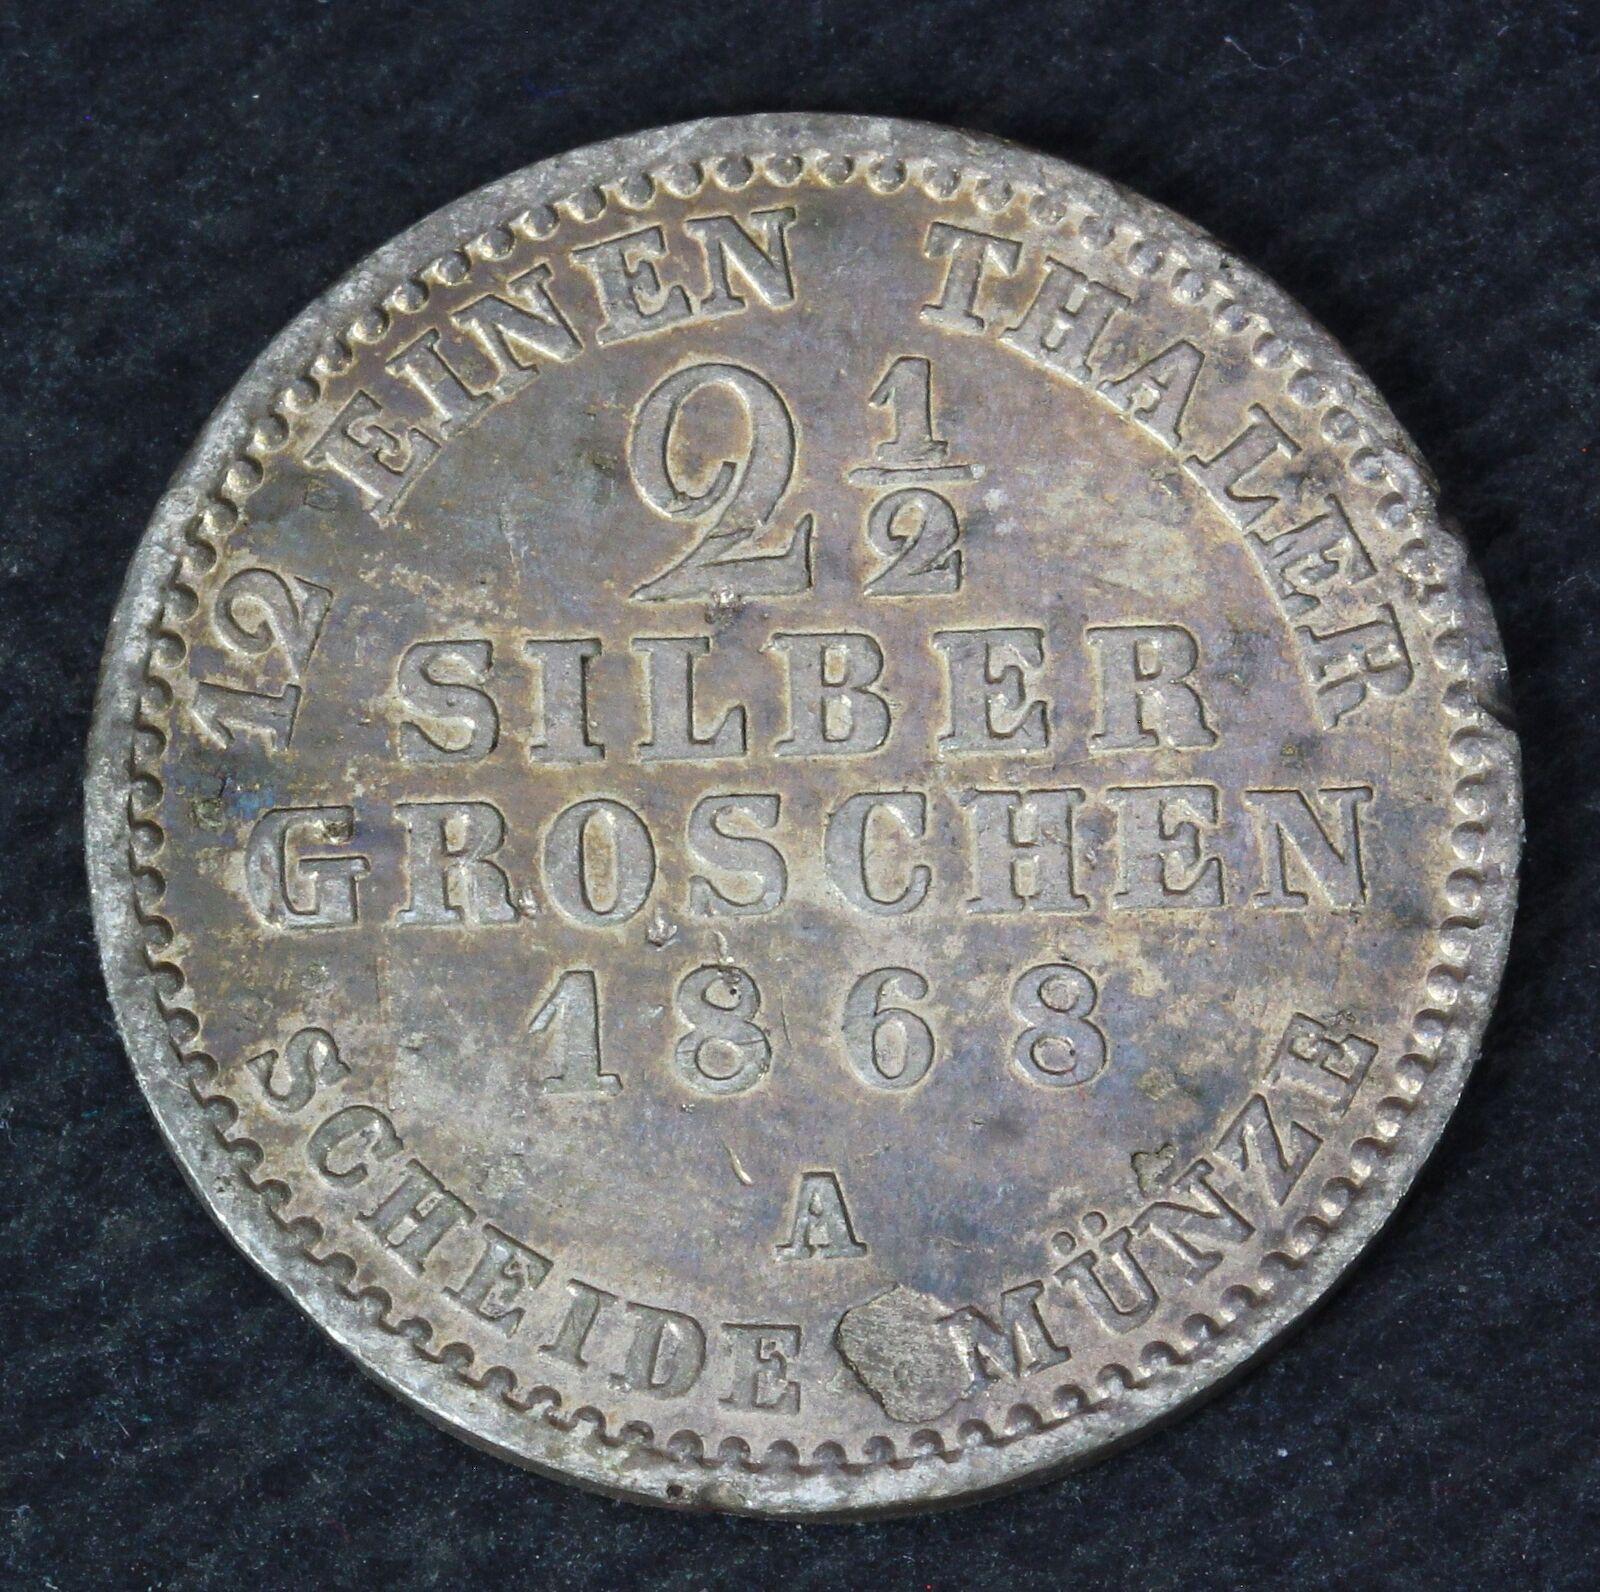 12 EINEN THALER
2 1/2
SILBER
GROSCHEN
1868
A
SCHEIDE MÜNZE